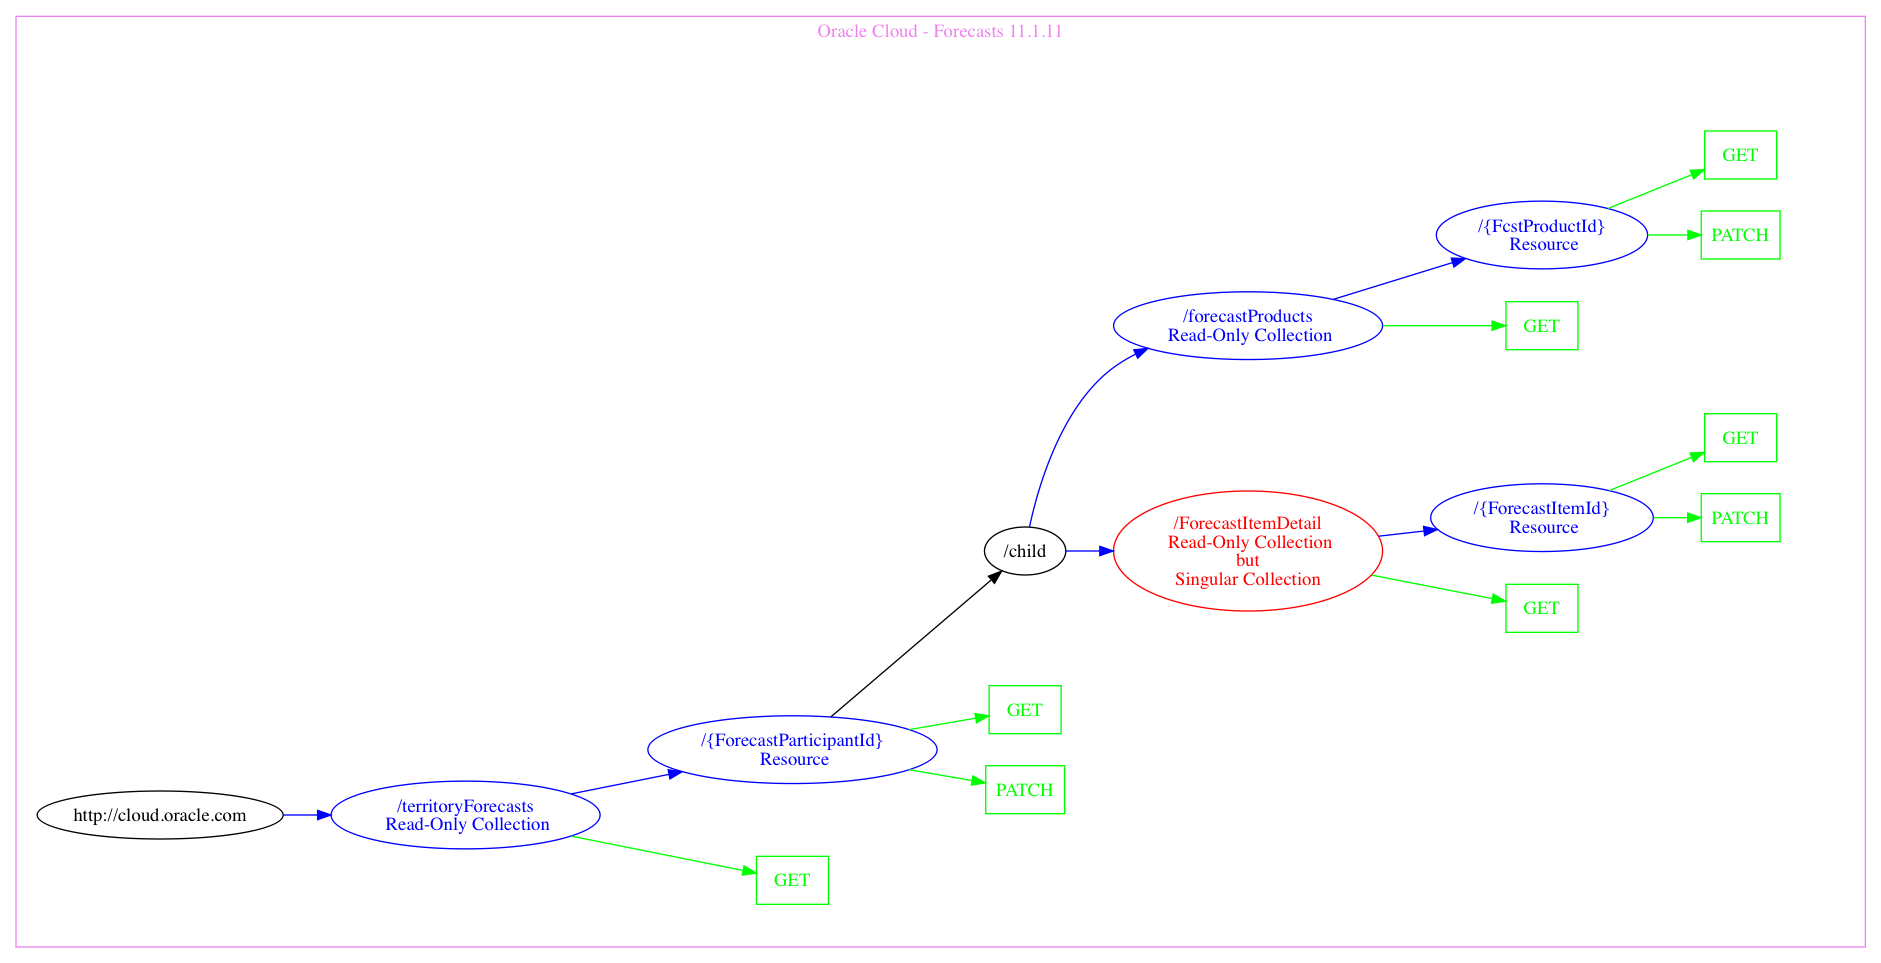 Oracle Cloud - Forecasts 11.1.11
GET
/{FcstProductId}
Resource
PATCH
/forecastProducts
Read-Only Collection
GET
GET
/{ForecastItemId}
Resource
PATCH
/ForecastItemDetail
Read-Only Collection
but
Singular Collection
/child
GET
GET
/{ForecastParticipantId}
Resource
PATCH
http://cloud.oracle.com
/territoryForecasts
Read-Only Collection
GET